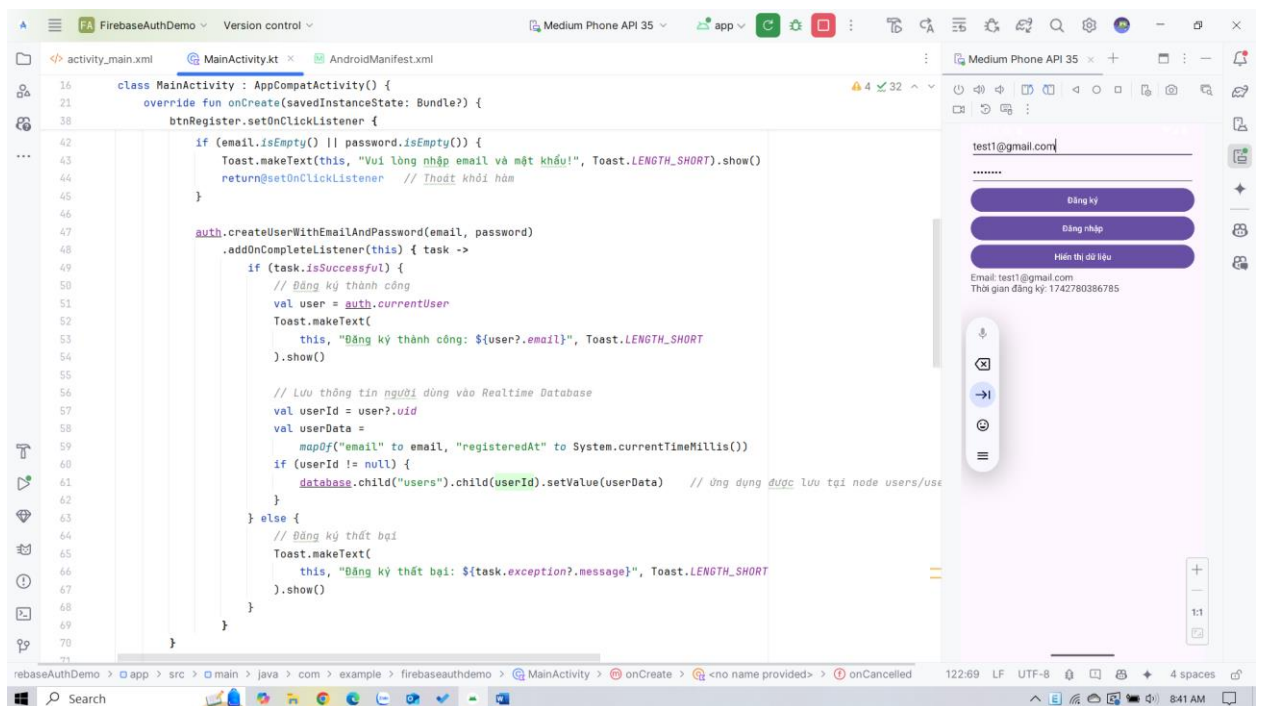 FA FirebaseAuthDemo Version control Medium Phone API 35 app
activity_main.xml MainActivity.kt AndroidManifest.xml
16 class MainActivity : AppCompatActivity() {
4 32
21 override fun onCreate(savedInstanceState: Bundle?) {
38 btnRegister.setOnClickListener {
42 if (email.isEmpty() || password.isEmpty()) {
43 Toast.makeText(this, "Vui lòng nhập email và mật khẩu!", Toast.LENGTH_SHORT).show()
44 return@setOnClickListener // Thoát khỏi hàm
45 }
46
47 auth.createUserWithEmailAndPassword(email, password)
48 .addOnCompleteListener(this) { task ->
49 if (task.isSuccessful) {
50 // Đăng ký thành công
51 val user = auth.currentUser
52 Toast.makeText(
53 this, "Đăng ký thành công: ${user?.email}", Toast.LENGTH_SHORT
54 ).show()
55
56 // Lưu thông tin người dùng vào Realtime Database
57 val userId = user?.uid
58 val userData =
59 mapOf("email" to email, "registeredAt" to System.currentTimeMillis())
60 if (userId != null) {
61 database.child("users").child(userId).setValue(userData) // ứng dụng được lưu tại node users/use
62 }
63 } else {
64 // Đăng ký thất bại
65 Toast.makeText(
66 this, "Đăng ký thất bại: ${task.exception?.message}", Toast.LENGTH_SHORT
67 ).show()
68 }
69 }
70 }
71
Medium Phone API 35
test1@gmail.com
••••••••
Đăng ký
Đăng nhập
Hiển thị dữ liệu
Email: test1@gmail.com
Thời gian đăng ký: 1742780386785
1:1
rebaseAuthDemo > app > src > main > java > com > example > firebaseauthdemo > MainActivity > onCreate > <no name provided> > onCancelled 122:69 LF UTF-8 4 spaces
Search 8:41 AM